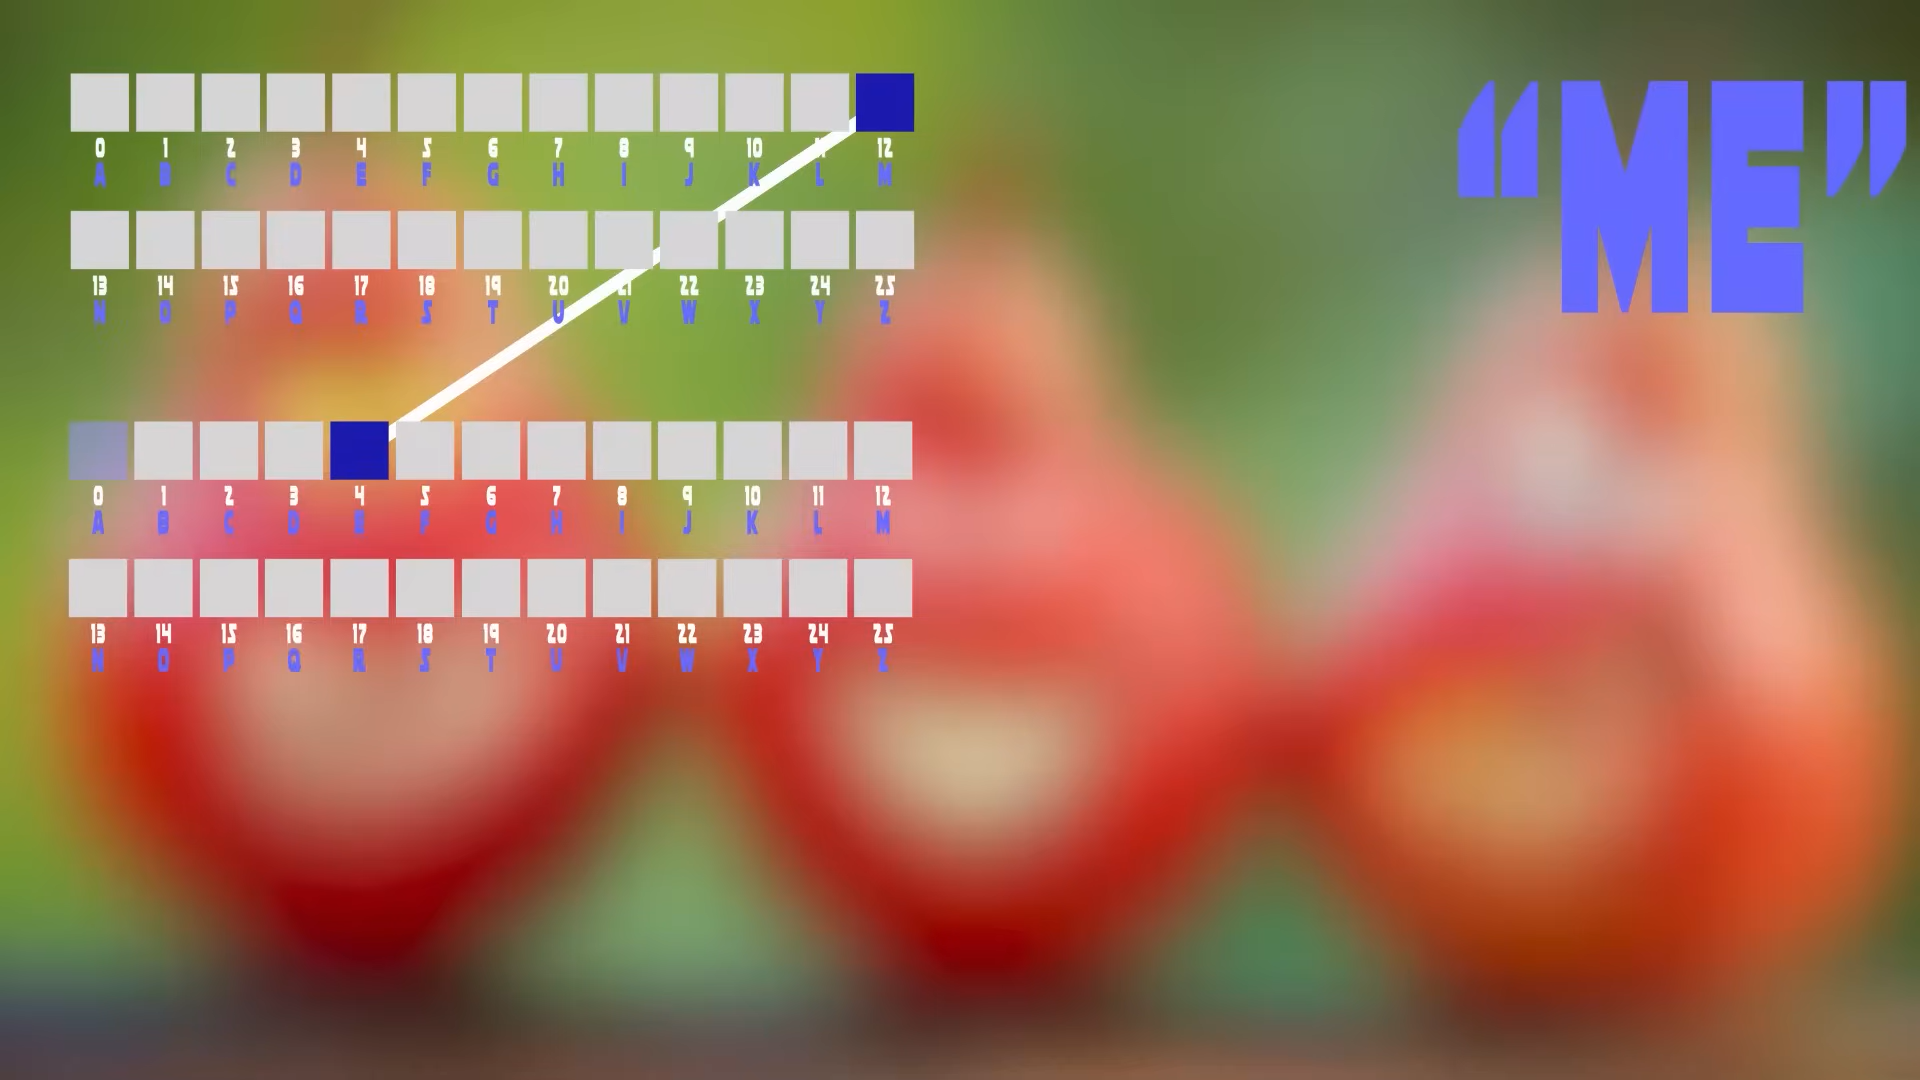 “ME”
0 1 2 3 4 5 6 7 8 9 10 11 12
A B C D E F G H I J K L M
13 14 15 16 17 18 19 20 21 22 23 24 25
N O P Q R S T U V W X Y Z
0 1 2 3 4 5 6 7 8 9 10 11 12
A B C D E F G H I J K L M
13 14 15 16 17 18 19 20 21 22 23 24 25
N O P Q R S T U V W X Y Z